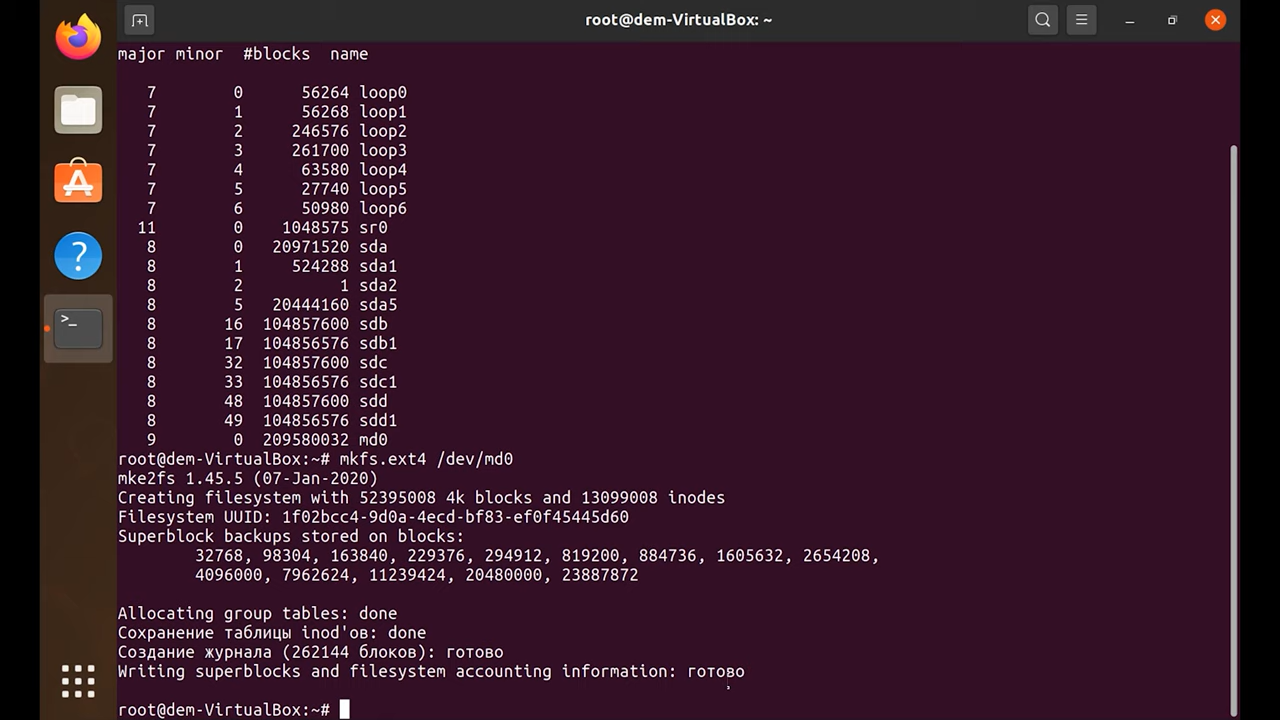 root@dem-VirtualBox: ~
major minor  #blocks  name
   7        0      56264 loop0
   7        1      56268 loop1
   7        2     246576 loop2
   7        3     261700 loop3
   7        4      63580 loop4
   7        5      27740 loop5
   7        6      50980 loop6
  11        0    1048575 sr0
   8        0   20971520 sda
   8        1     524288 sda1
   8        2          1 sda2
   8        5   20444160 sda5
   8       16  104857600 sdb
   8       17  104856576 sdb1
   8       32  104857600 sdc
   8       33  104856576 sdc1
   8       48  104857600 sdd
   8       49  104856576 sdd1
   9        0  209580032 md0
root@dem-VirtualBox:~# mkfs.ext4 /dev/md0
mke2fs 1.45.5 (07-Jan-2020)
Creating filesystem with 52395008 4k blocks and 13099008 inodes
Filesystem UUID: 1f02bcc4-9d0a-4ecd-bf83-ef0f45445d60
Superblock backups stored on blocks:
        32768, 98304, 163840, 229376, 294912, 819200, 884736, 1605632, 2654208,
        4096000, 7962624, 11239424, 20480000, 23887872
Allocating group tables: done
Сохранение таблицы inod'ов: done
Создание журнала (262144 блоков): готово
Writing superblocks and filesystem accounting information: готово
root@dem-VirtualBox:~#